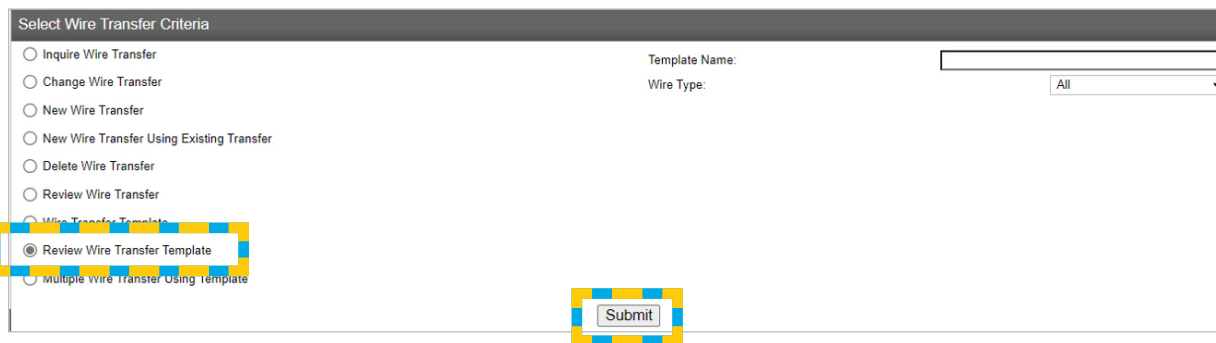 Select Wire Transfer Criteria
Inquire Wire Transfer
Template Name:
Change Wire Transfer
Wire Type: All
New Wire Transfer
New Wire Transfer Using Existing Transfer
Delete Wire Transfer
Review Wire Transfer
Wire Transfer Template
Review Wire Transfer Template
Multiple Wire Transfer Using Template
Submit